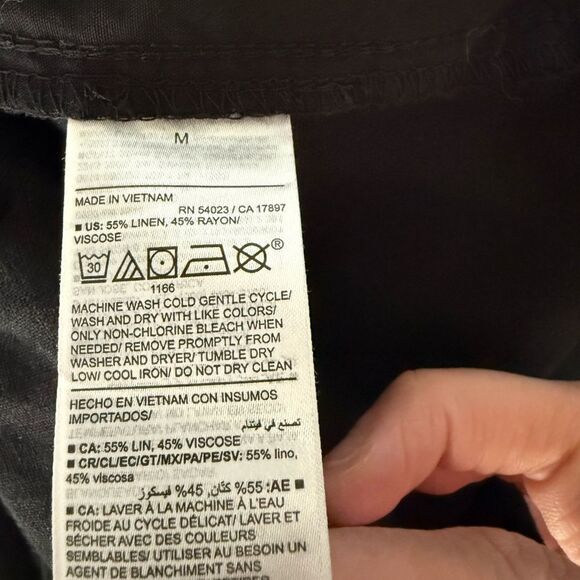 M
MADE IN VIETNAM
RN 54023 / CA 17897
■ US: 55% LINEN, 45% RAYON/
VISCOSE
30
®
1166
MACHINE WASH COLD GENTLE CYCLE/
WASH AND DRY WITH LIKE COLORS/
ONLY NON-CHLORINE BLEACH WHEN
NEEDED/ REMOVE PROMPTLY FROM
WASHER AND DRYER/ TUMBLE DRY
LOW/ COOL IRON/ DO NOT DRY CLEAN
HECHO EN VIETNAM CON INSUMOS
IMPORTADOS/
تصنع في فيتنام
■ CA: 55% LIN, 45% VISCOSE
■ CR/CL/EC/GT/MX/PA/PE/SV: 55% lino,
45% viscosa
■ AE: 55% كتّان, 45% فيسكوز
■ CA: LAVER À LA MACHINE À L'EAU
FROIDE AU CYCLE DÉLICAT/ LAVER ET
SÉCHER AVEC DES COULEURS
SEMBLABLES/ UTILISER AU BESOIN UN
AGENT DE BLANCHIMENT SANS